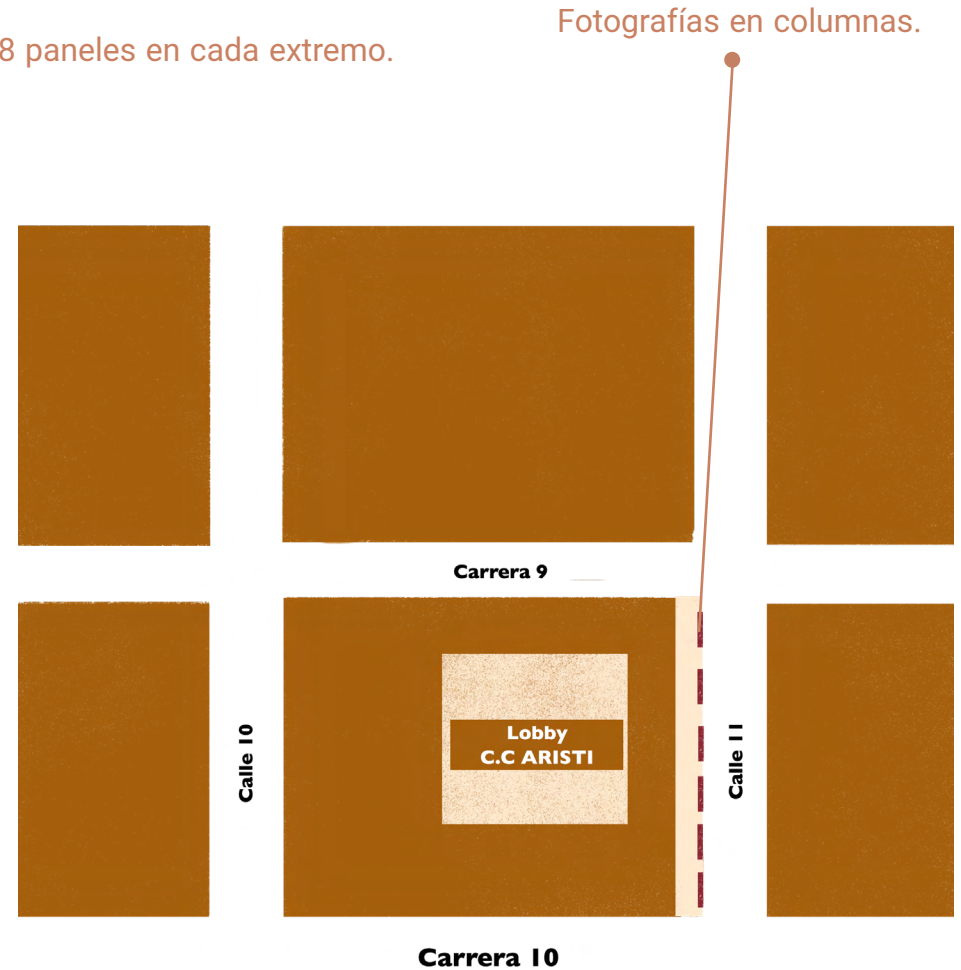 Fotografías en columnas.
8 paneles en cada extremo.
Carrera 9
Lobby
C.C ARISTI
Calle 10
Calle 11
Carrera 10